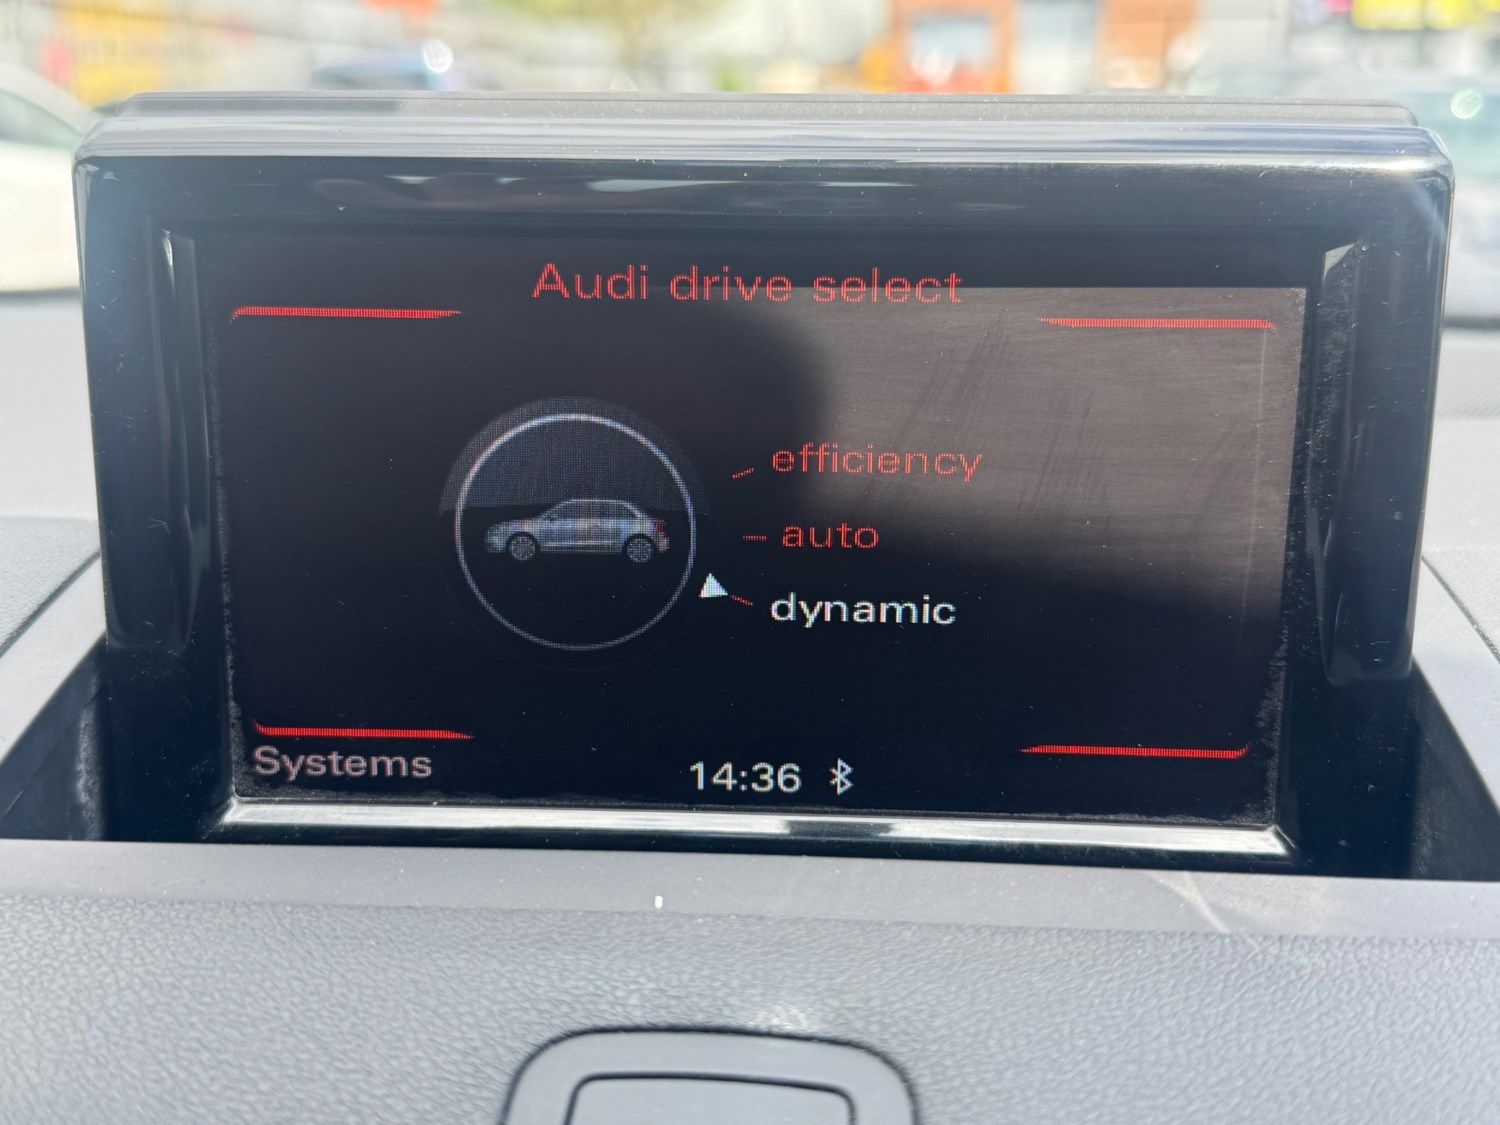 Audi drive select
efficiency
auto
dynamic
Systems
14:36